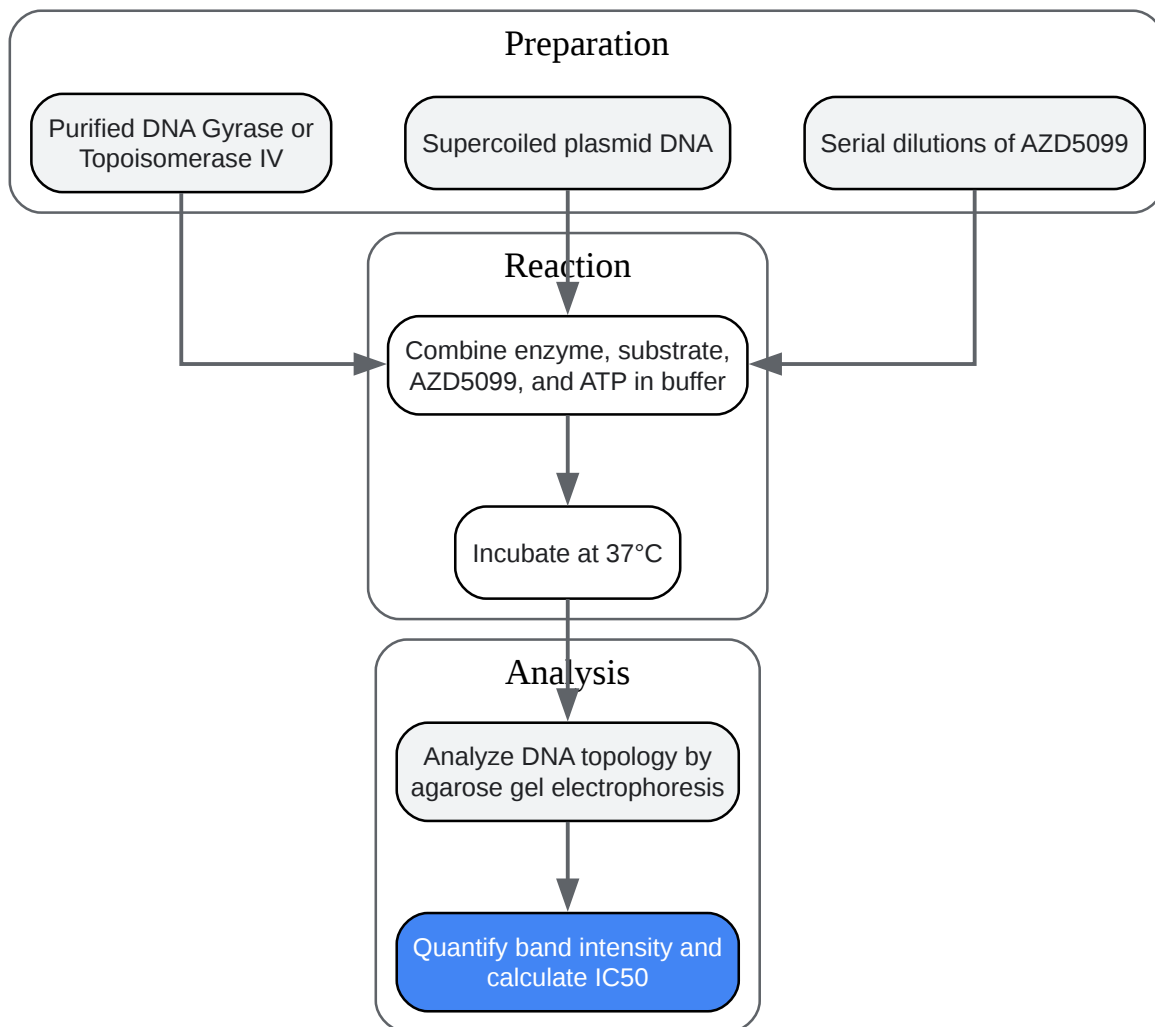 Preparation
Purified DNA Gyrase or
Topoisomerase IV
Supercoiled plasmid DNA
Serial dilutions of AZD5099
Reaction
Combine enzyme, substrate,
AZD5099, and ATP in buffer
Incubate at 37°C
Analysis
Analyze DNA topology by
agarose gel electrophoresis
Quantify band intensity and
calculate IC50